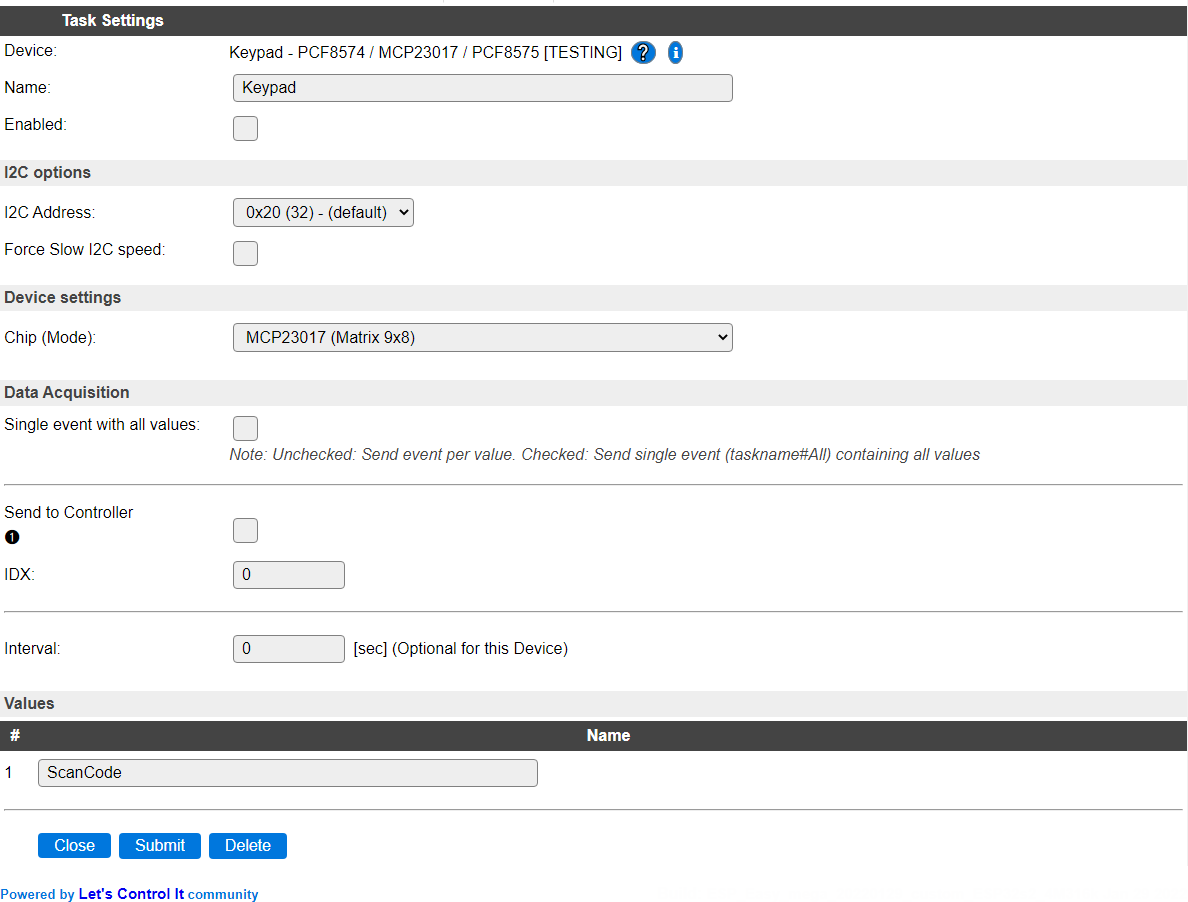 Task Settings
Device: Keypad - PCF8574 / MCP23017 / PCF8575 [TESTING] ? i
Name: Keypad
Enabled:
I2C options
I2C Address: 0x20 (32) - (default)
Force Slow I2C speed:
Device settings
Chip (Mode): MCP23017 (Matrix 9x8)
Data Acquisition
Single event with all values:
Note: Unchecked: Send event per value. Checked: Send single event (taskname#All) containing all values
Send to Controller
1
IDX: 0
Interval: 0 [sec] (Optional for this Device)
Values
# Name
1 ScanCode
Close Submit Delete
Powered by Let's Control It community